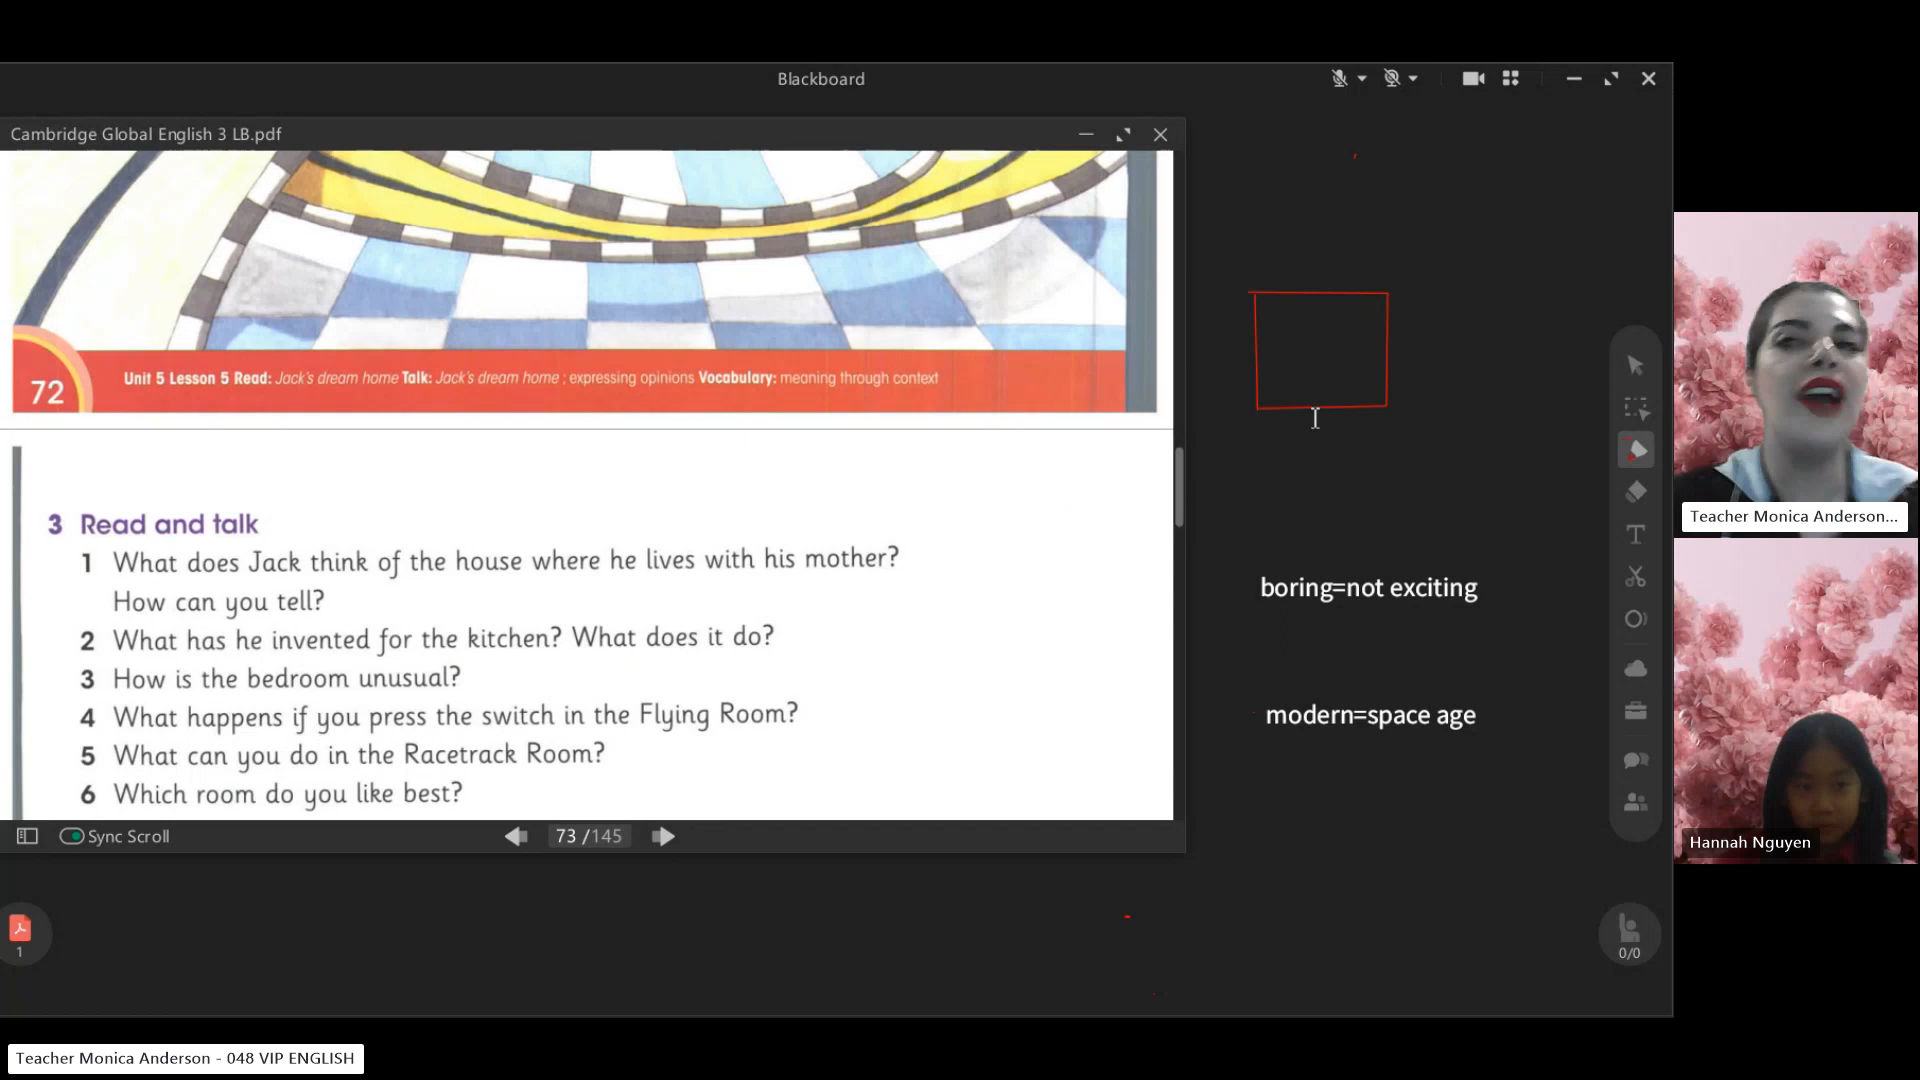 Blackboard
Cambridge Global English 3 LB.pdf
72
Unit 5 Lesson 5 Read: Jack's dream home Talk: Jack's dream home ; expressing opinions Vocabulary: meaning through context
3 Read and talk
1 What does Jack think of the house where he lives with his mother?
How can you tell?
2 What has he invented for the kitchen? What does it do?
3 How is the bedroom unusual?
4 What happens if you press the switch in the Flying Room?
5 What can you do in the Racetrack Room?
6 Which room do you like best?
Sync Scroll
73 /145
boring=not exciting
modern=space age
T
1
0/0
Teacher Monica Anderson...
Hannah Nguyen
Teacher Monica Anderson - 048 VIP ENGLISH